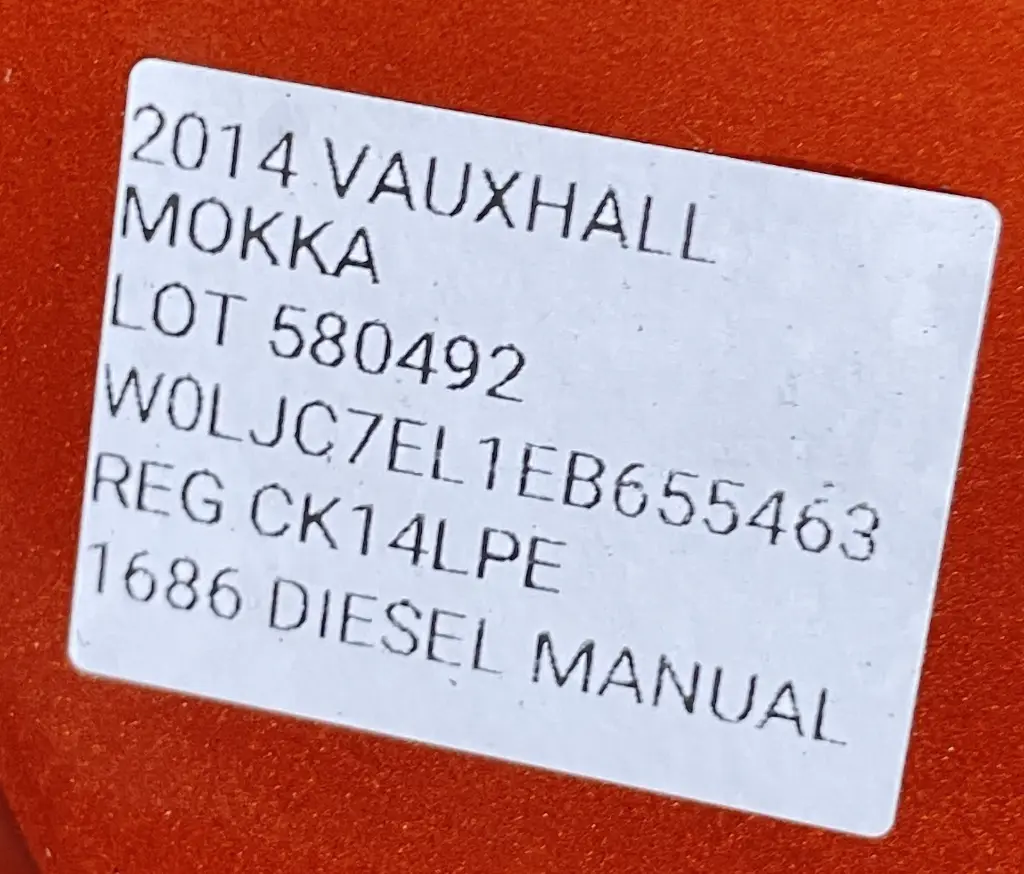 2014 VAUXHALL
MOKKA
LOT 580492
W0LJC7EL1EB655463
REG CK14LPE
1686 DIESEL MANUAL